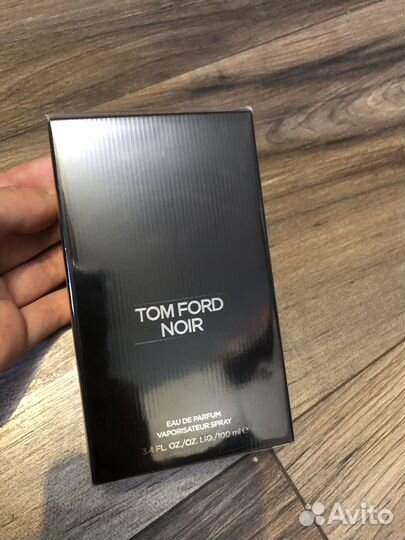 TOM FORD
NOIR
EAU DE PARFUM
VAPORISATEUR SPRAY
3.4 FL. OZ./OZ. LIQ./100 ml ℮
Avito